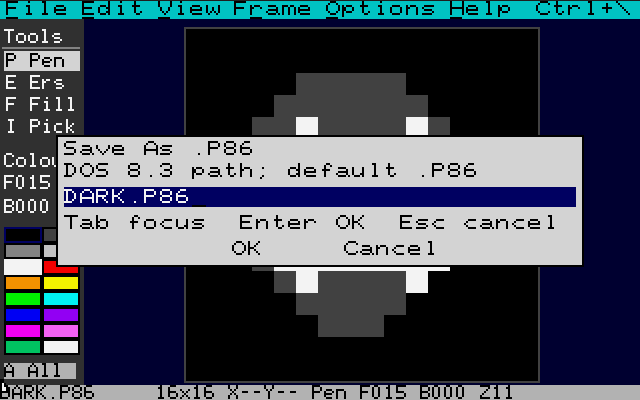 File Edit View Frame Options Help Ctrl+\
Tools
P Pen
E Ers
F Fill
I Pick
Save As .P86
DOS 8.3 path; default .P86
DARK.P86_
Tab focus Enter OK Esc cancel
OK Cancel
F015
B000
A All
DARK.P86 16x16 X--Y-- Pen F015 B000 Z11